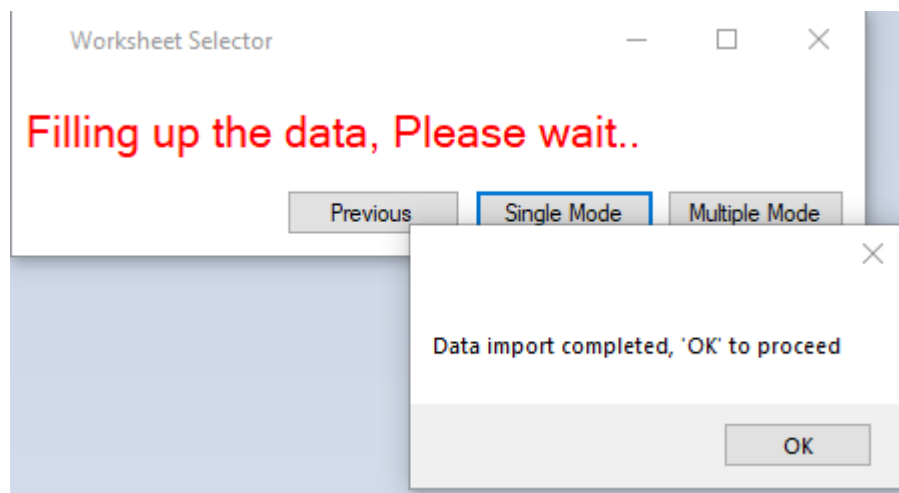 Worksheet Selector
Filling up the data, Please wait..
Previous Single Mode Multiple Mode
Data import completed, 'OK' to proceed
OK